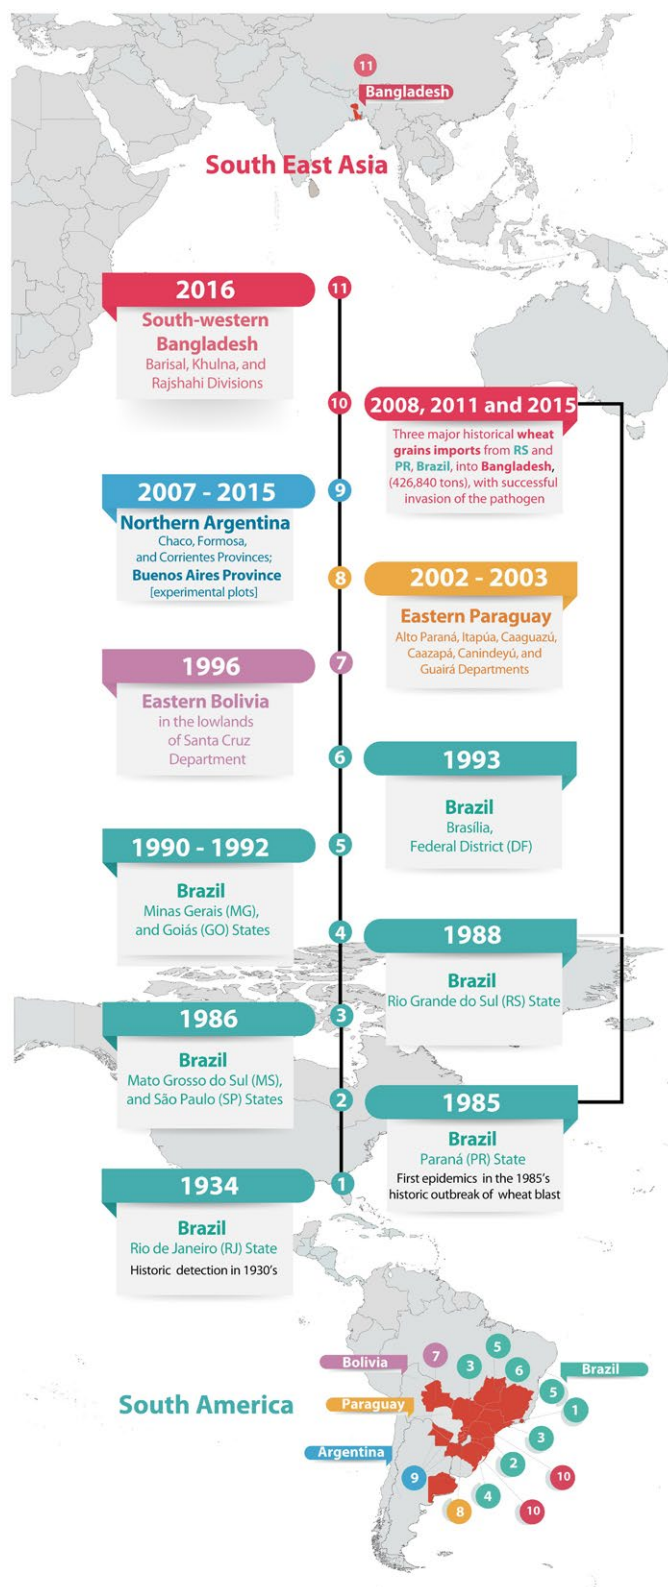 11
Bangladesh
South East Asia
2016
11
South-western
Bangladesh
Barisal, Khulna, and
Rajshahi Divisions
10
2008, 2011 and 2015
Three major historical wheat
grains imports from RS and
PR, Brazil, into Bangladesh,
(426,840 tons), with successful
invasion of the pathogen
2007 - 2015
9
Northern Argentina
Chaco, Formosa,
and Corrientes Provinces;
Buenos Aires Province
[experimental plots]
8
2002 - 2003
Eastern Paraguay
Alto Paraná, Itapúa, Caaguazú,
Caazapá, Canindeyú, and
Guairá Departments
1996
7
Eastern Bolivia
in the lowlands
of Santa Cruz
Department
6
1993
Brazil
Brasília,
Federal District (DF)
1990 - 1992
5
Brazil
Minas Gerais (MG),
and Goiás (GO) States
4
1988
Brazil
Rio Grande do Sul (RS) State
1986
3
Brazil
Mato Grosso do Sul (MS),
and São Paulo (SP) States
2
1985
Brazil
Paraná (PR) State
First epidemics in the 1985's
historic outbreak of wheat blast
1934
1
Brazil
Rio de Janeiro (RJ) State
Historic detection in 1930's
South America
Bolivia
7
3
5
6
Brazil
5
1
Paraguay
3
Argentina
2
10
9
4
8
10